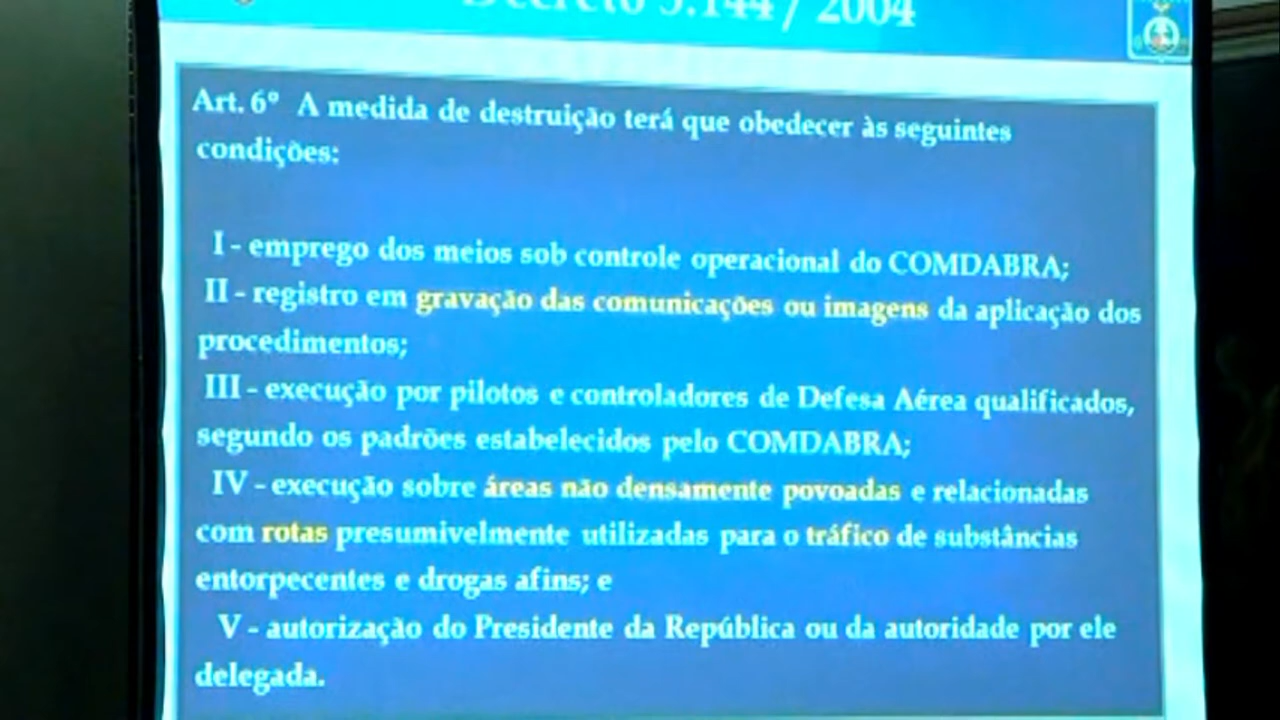 Decreto 5.144 / 2004
Art. 6º A medida de destruição terá que obedecer às seguintes
condições:
I - emprego dos meios sob controle operacional do COMDABRA;
II - registro em gravação das comunicações ou imagens da aplicação dos
procedimentos;
III - execução por pilotos e controladores de Defesa Aérea qualificados,
segundo os padrões estabelecidos pelo COMDABRA;
IV - execução sobre áreas não densamente povoadas e relacionadas
com rotas presumivelmente utilizadas para o tráfico de substâncias
entorpecentes e drogas afins; e
V - autorização do Presidente da República ou da autoridade por ele
delegada.